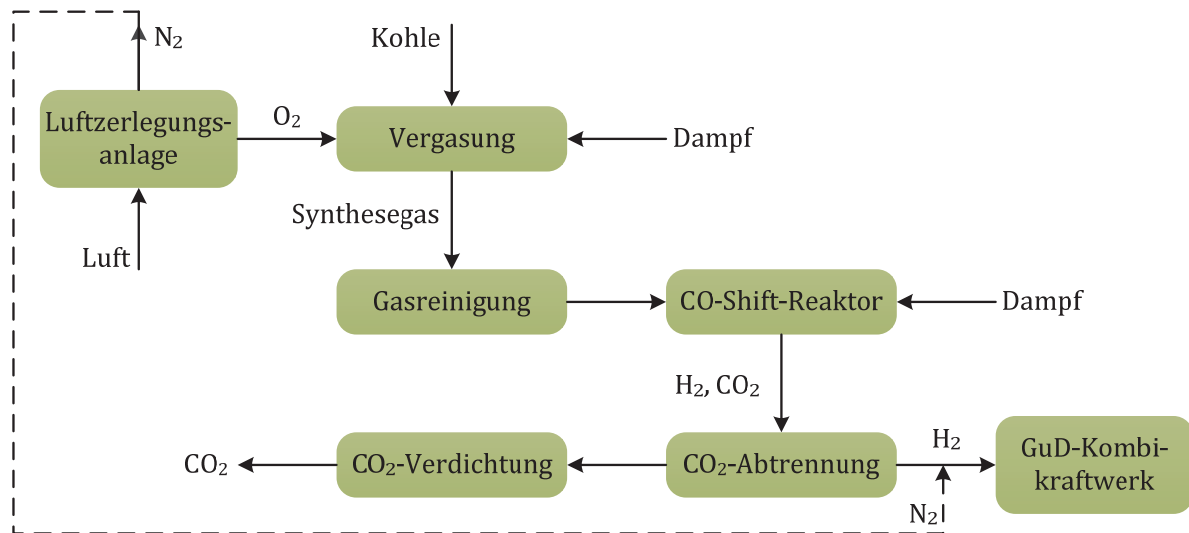 N₂
Kohle
Luftzerlegungs-
anlage
O₂
Vergasung
Dampf
Synthesegas
Luft
Gasreinigung
CO-Shift-Reaktor
Dampf
H₂, CO₂
CO₂
CO₂-Verdichtung
CO₂-Abtrennung
H₂
GuD-Kombi-
kraftwerk
N₂